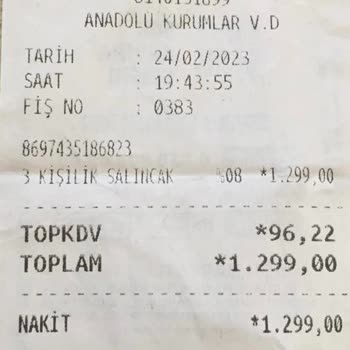 ANADOLU KURUMLAR V.D
TARİH : 24/02/2023
SAAT : 19:43:55
FİŞ NO : 0383
8697435186823
3 KİŞİLİK SALINCAK %08 *1.299,00
TOPKDV *96,22
TOPLAM *1.299,00
NAKİT *1.299,00